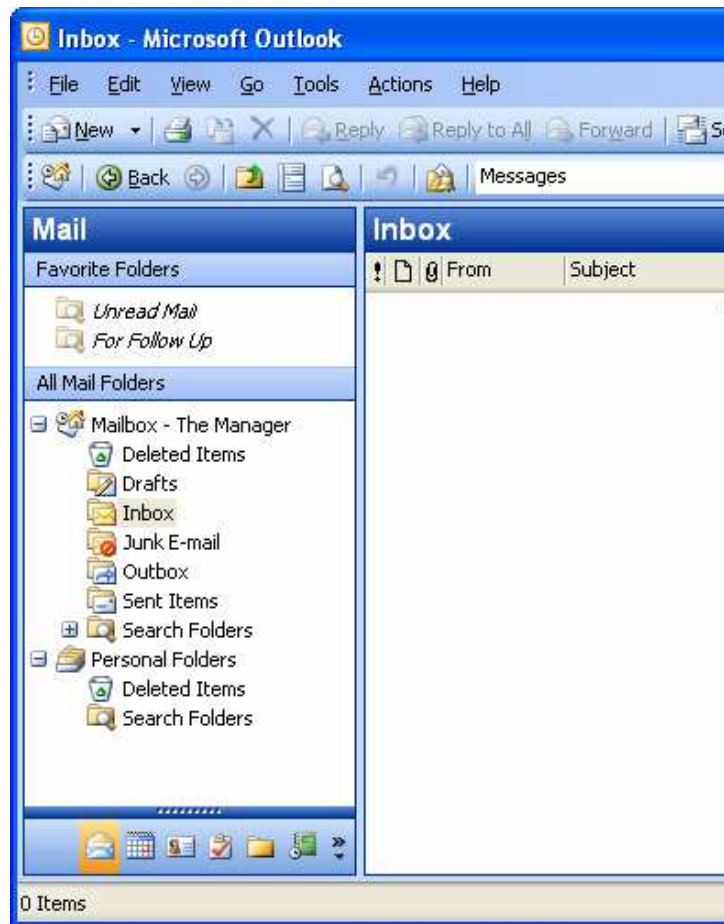 Inbox - Microsoft Outlook
File Edit View Go Tools Actions Help
New Reply Reply to All Forward
Back Messages
Mail
Inbox
Favorite Folders
! From Subject
Unread Mail
For Follow Up
All Mail Folders
Mailbox - The Manager
Deleted Items
Drafts
Inbox
Junk E-mail
Outbox
Sent Items
Search Folders
Personal Folders
Deleted Items
Search Folders
0 Items